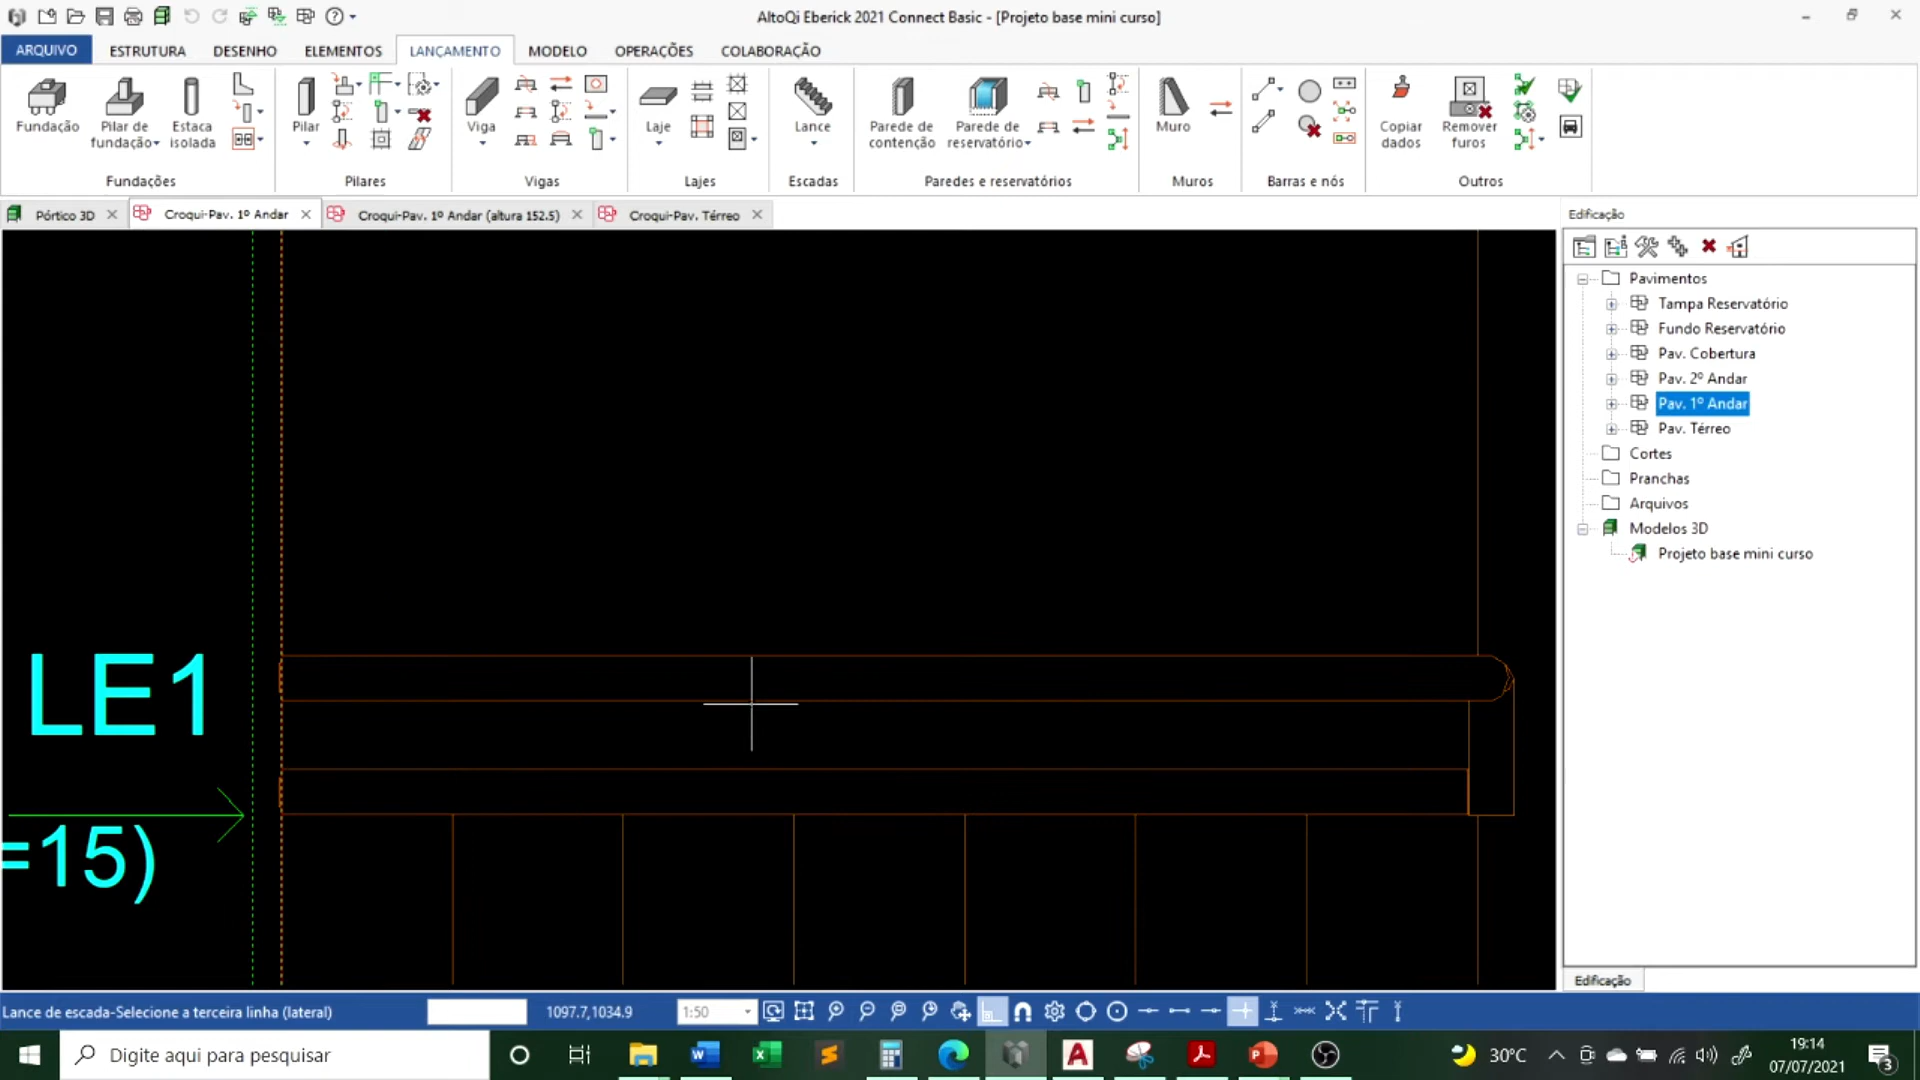 AltoQi Eberick 2021 Connect Basic - [Projeto base mini curso]
ARQUIVO ESTRUTURA DESENHO ELEMENTOS LANÇAMENTO MODELO OPERAÇÕES COLABORAÇÃO
Fundação
Pilar de fundação
Estaca isolada
Pilar
Viga
Laje
Lance
Parede de contenção
Parede de reservatório
Muro
Copiar dados
Remover furos
Fundações Pilares Vigas Lajes Escadas Paredes e reservatórios Muros Barras e nós Outros
Pórtico 3D Croqui-Pav. 1º Andar Croqui-Pav. 1º Andar (altura 152.5) Croqui-Pav. Térreo
Edificação
Pavimentos
Tampa Reservatório
Fundo Reservatório
Pav. Cobertura
Pav. 2º Andar
Pav. 1º Andar
Pav. Térreo
Cortes
Pranchas
Arquivos
Modelos 3D
Projeto base mini curso
LE1
=15)
Edificação
Lance de escada-Selecione a terceira linha (lateral) 1097.7,1034.9 1:50
Digite aqui para pesquisar
30°C
19:14
07/07/2021
3